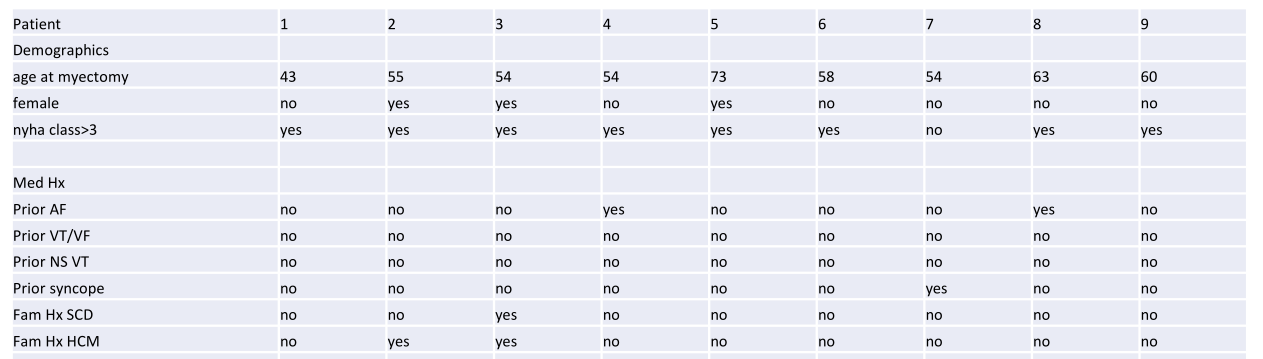 Patient 1 2 3 4 5 6 7 8 9
Demographics
age at myectomy 43 55 54 54 73 58 54 63 60
female no yes yes no yes no no no no
nyha class>3 yes yes yes yes yes yes no yes yes
Med Hx
Prior AF no no no yes no no no yes no
Prior VT/VF no no no no no no no no no
Prior NS VT no no no no no no no no no
Prior syncope no no no no no no yes no no
Fam Hx SCD no no yes no no no no no no
Fam Hx HCM no yes yes no no no no no no